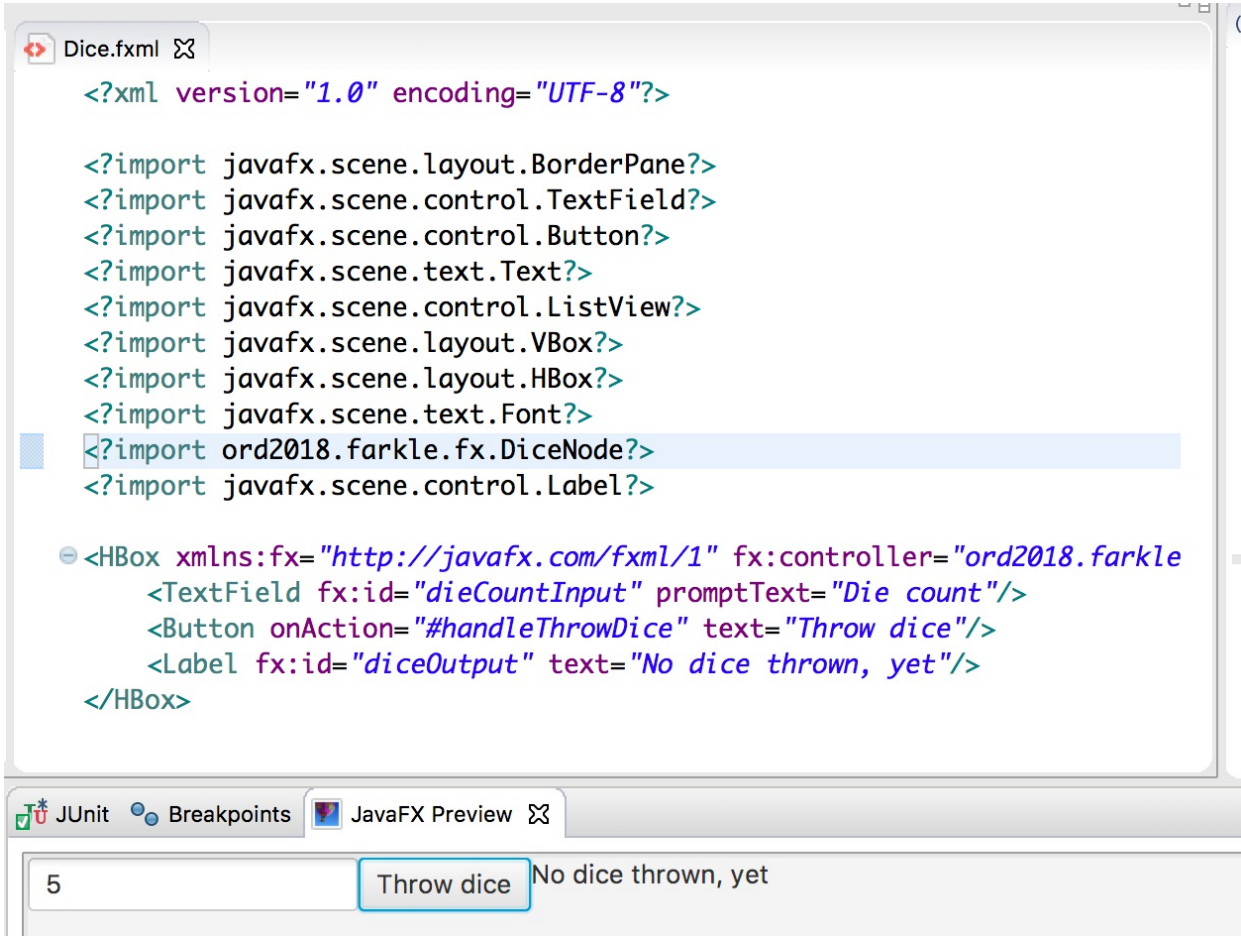 Dice.fxml
<?xml version="1.0" encoding="UTF-8"?>
<?import javafx.scene.layout.BorderPane?>
<?import javafx.scene.control.TextField?>
<?import javafx.scene.control.Button?>
<?import javafx.scene.text.Text?>
<?import javafx.scene.control.ListView?>
<?import javafx.scene.layout.VBox?>
<?import javafx.scene.layout.HBox?>
<?import javafx.scene.text.Font?>
<?import ord2018.farkle.fx.DiceNode?>
<?import javafx.scene.control.Label?>
<HBox xmlns:fx="http://javafx.com/fxml/1" fx:controller="ord2018.farkle
<TextField fx:id="dieCountInput" promptText="Die count"/>
<Button onAction="#handleThrowDice" text="Throw dice"/>
<Label fx:id="diceOutput" text="No dice thrown, yet"/>
</HBox>
JUnit Breakpoints JavaFX Preview
5 Throw dice No dice thrown, yet